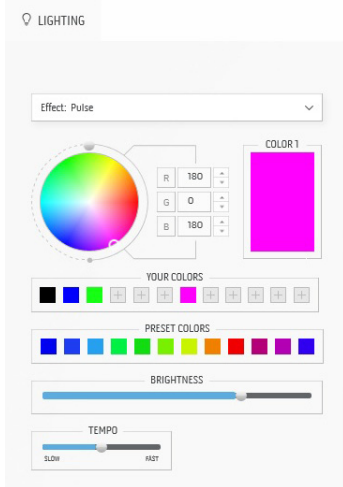 LIGHTING
Effect: Pulse
COLOR 1
R 180
G 0
B 180
YOUR COLORS
PRESET COLORS
BRIGHTNESS
TEMPO
SLOW FAST